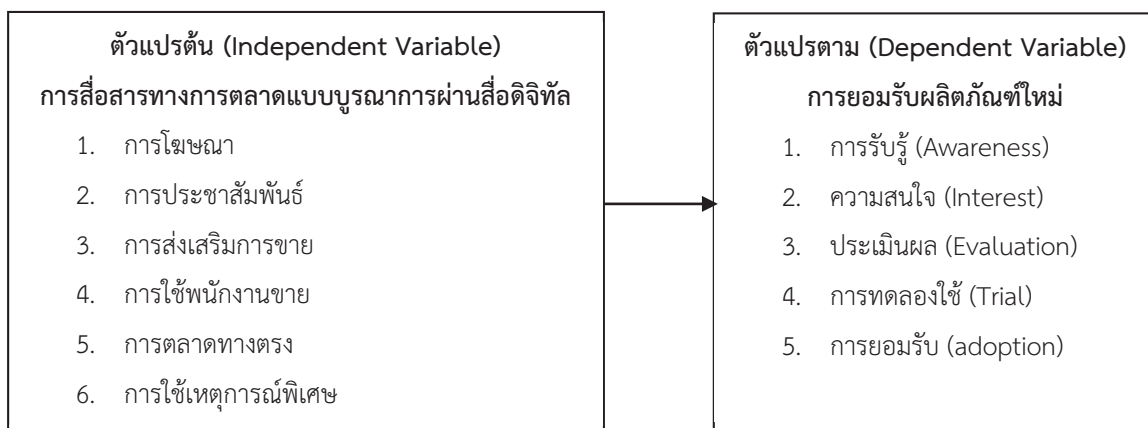 ตัวแปรต้น (Independent Variable)
การสื่อสารทางการตลาดแบบบูรณาการผ่านสื่อดิจิทัล
1. การโฆษณา
2. การประชาสัมพันธ์
3. การส่งเสริมการขาย
4. การใช้พนักงานขาย
5. การตลาดทางตรง
6. การใช้เหตุการณ์พิเศษ
ตัวแปรตาม (Dependent Variable)
การยอมรับผลิตภัณฑ์ใหม่
1. การรับรู้ (Awareness)
2. ความสนใจ (Interest)
3. ประเมินผล (Evaluation)
4. การทดลองใช้ (Trial)
5. การยอมรับ (adoption)